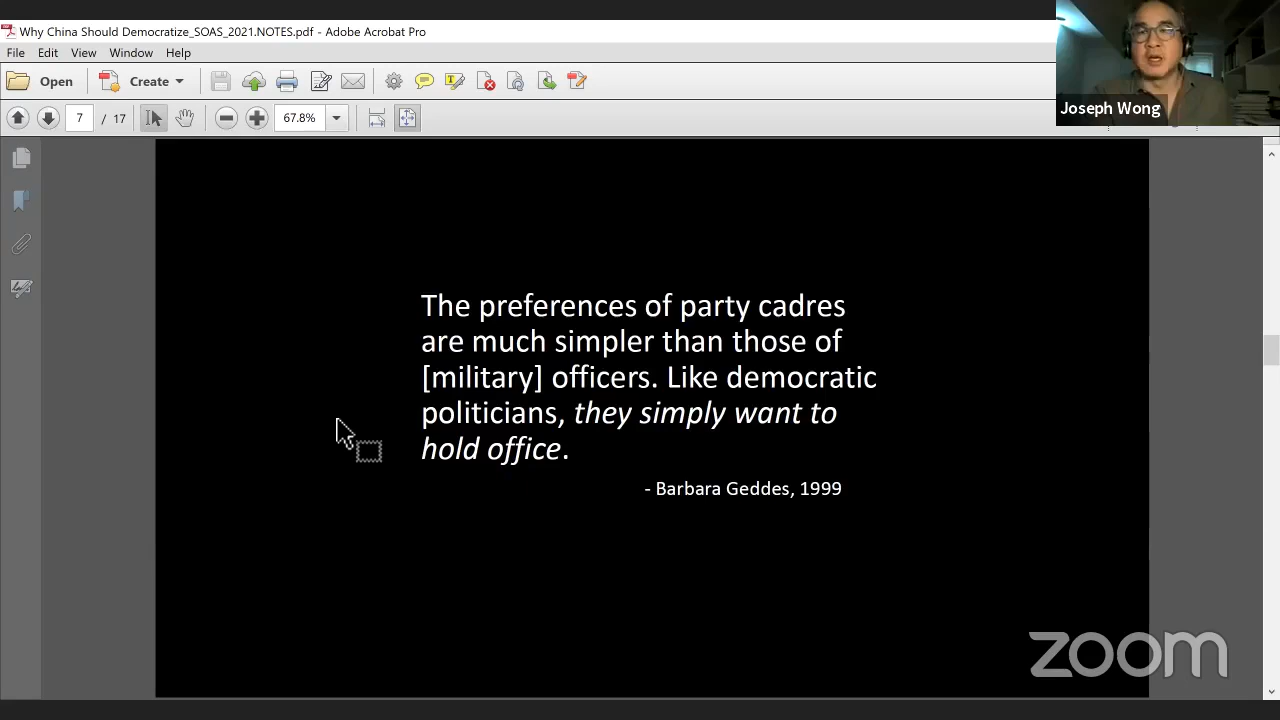 Why China Should Democratize_SOAS_2021.NOTES.pdf - Adobe Acrobat Pro
File Edit View Window Help
Open Create
7 / 17 67.8%
Joseph Wong
The preferences of party cadres
are much simpler than those of
[military] officers. Like democratic
politicians, they simply want to
hold office.
- Barbara Geddes, 1999
zoom